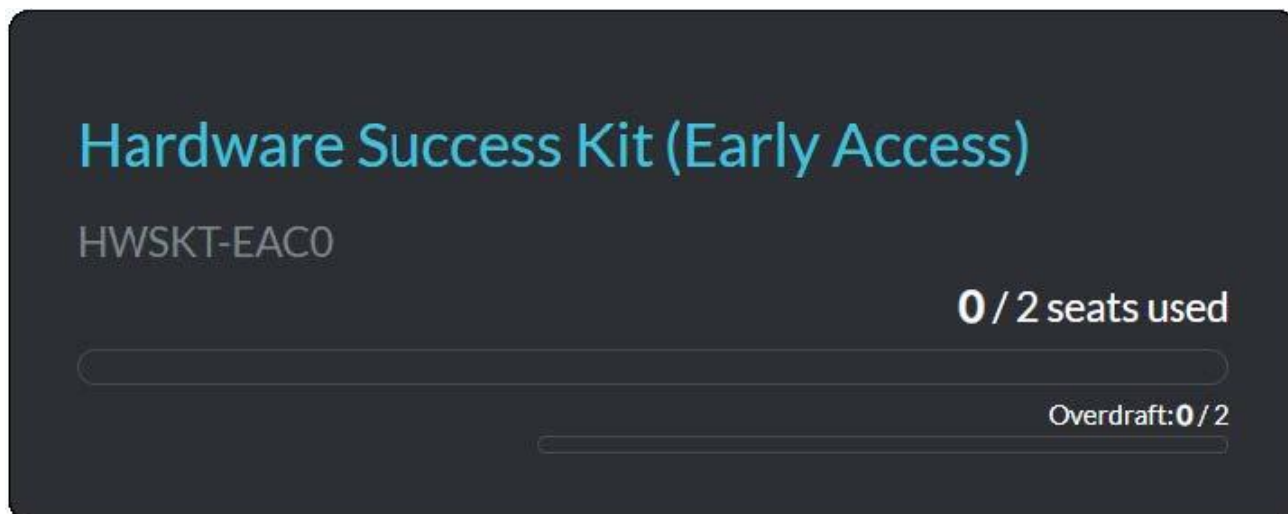 Hardware Success Kit (Early Access)
HWSKT-EAC0
0 / 2 seats used
Overdraft: 0 / 2